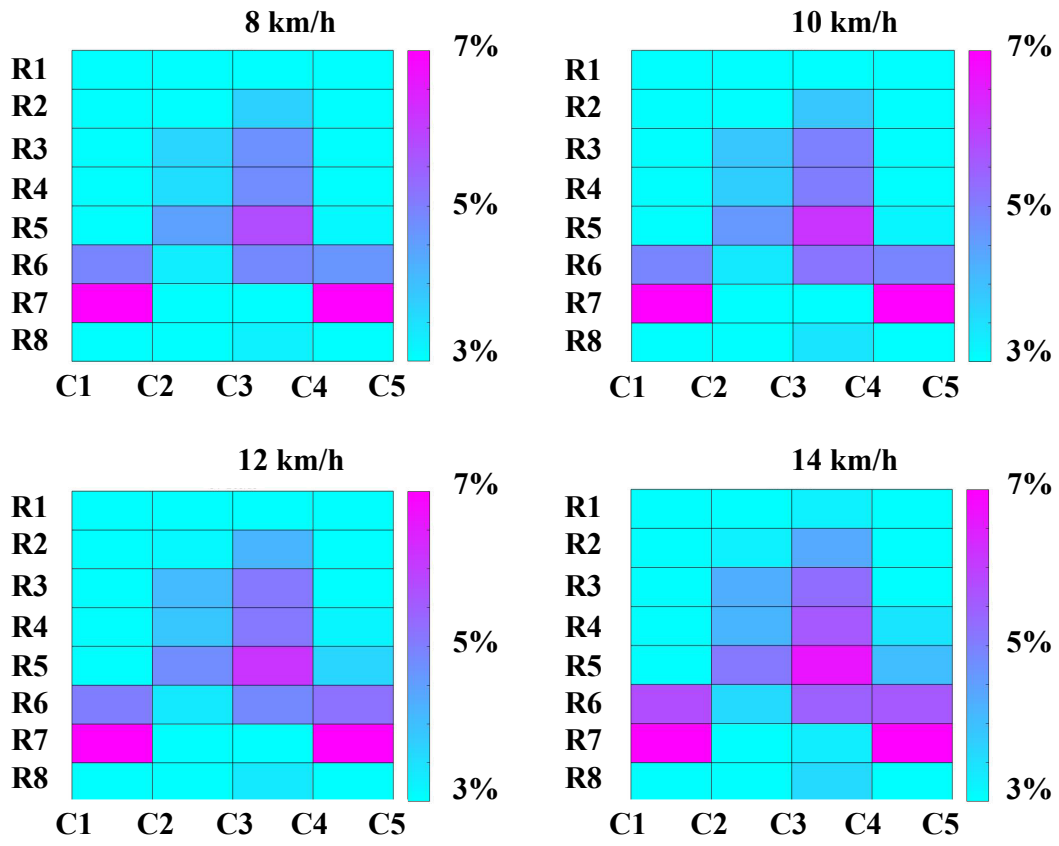 8 km/h
R1
R2
R3
R4
R5
R6
R7
R8
7%
5%
3%
C1 C2 C3 C4 C5
10 km/h
R1
R2
R3
R4
R5
R6
R7
R8
7%
5%
3%
C1 C2 C3 C4 C5
12 km/h
R1
R2
R3
R4
R5
R6
R7
R8
7%
5%
3%
C1 C2 C3 C4 C5
14 km/h
R1
R2
R3
R4
R5
R6
R7
R8
7%
5%
3%
C1 C2 C3 C4 C5